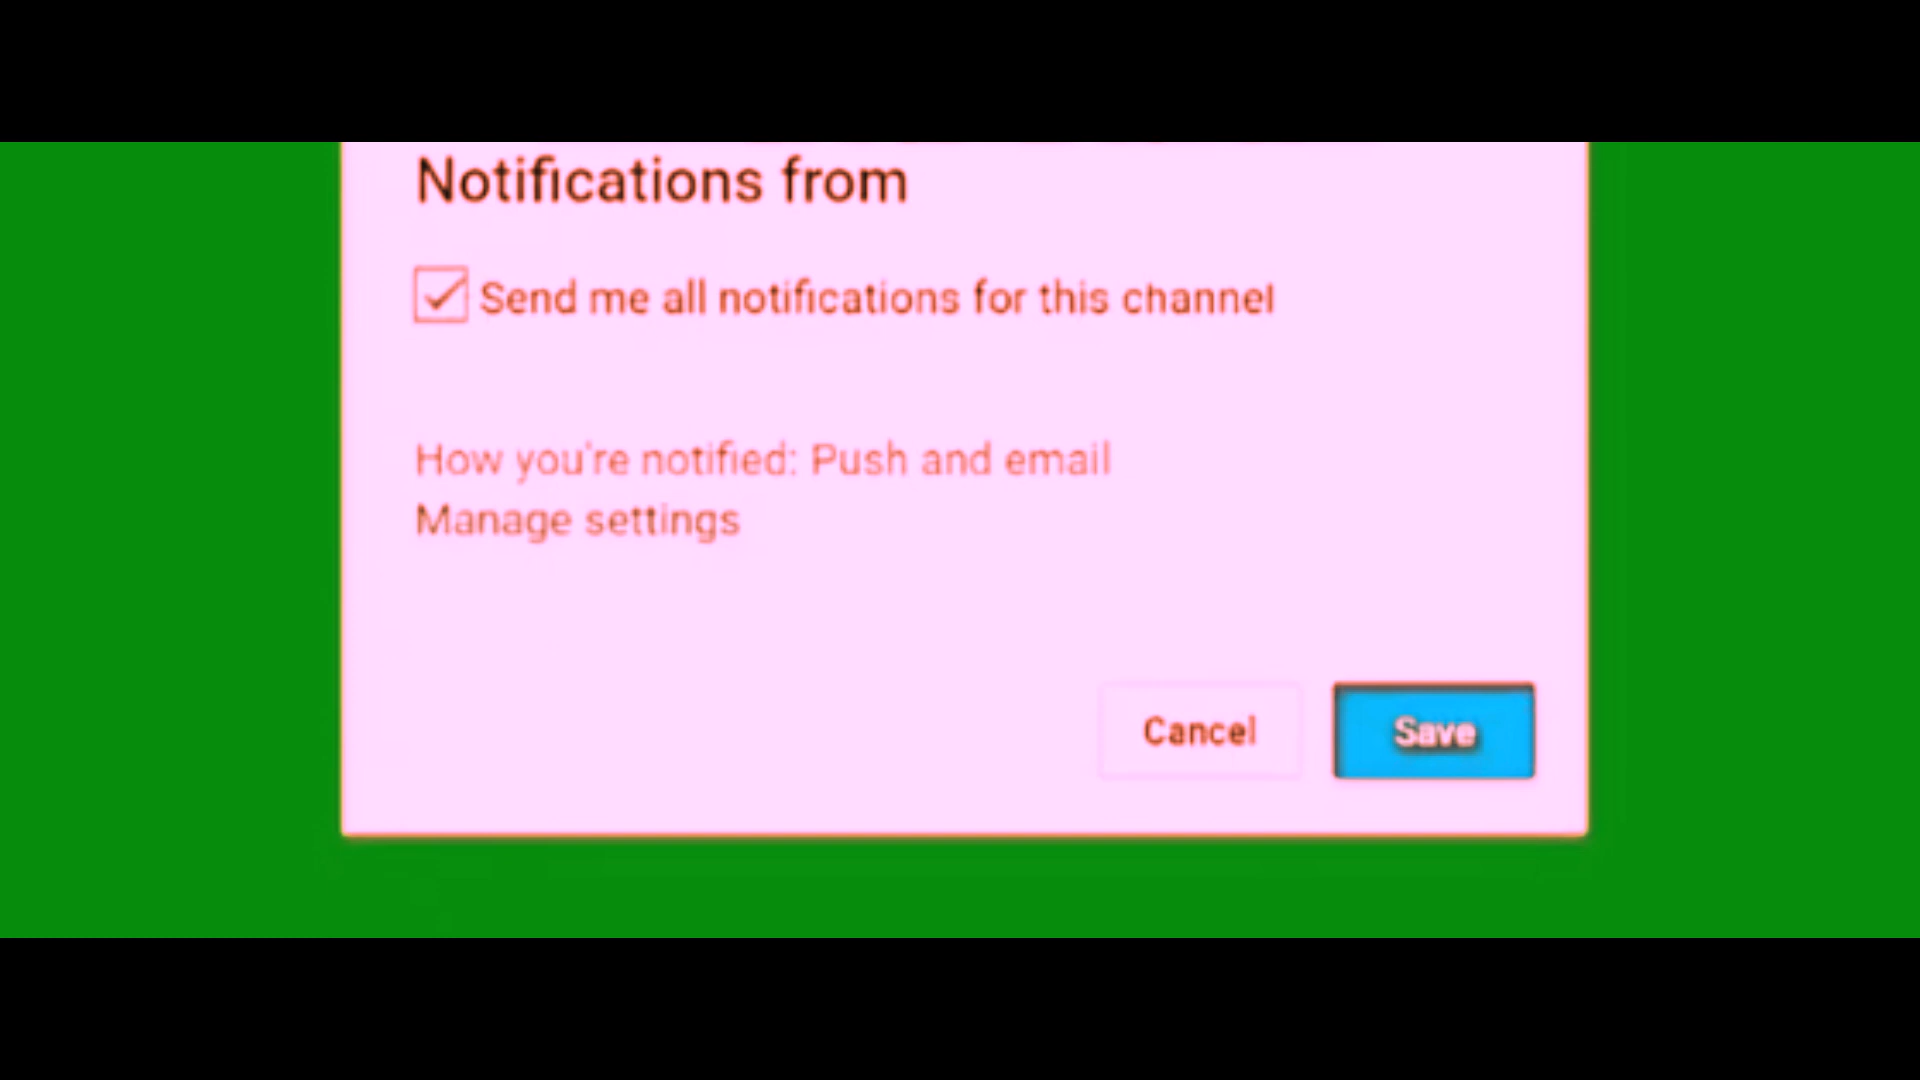 Notifications from
Send me all notifications for this channel
How you're notified: Push and email
Manage settings
Cancel
Save